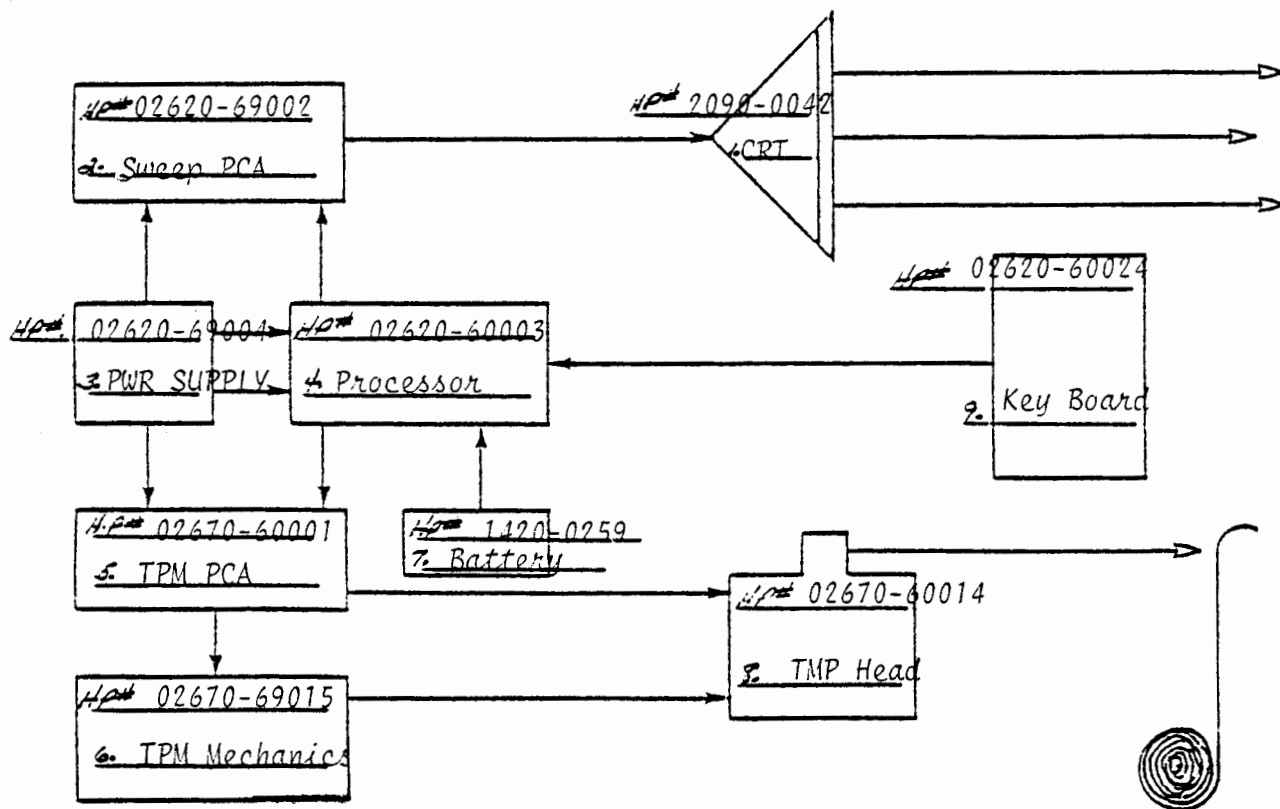 HP# 02620-69002
2. Sweep PCA
HP# 2090-0042
1. CRT
HP# 02620-60024
9. Key Board
HP#. 02620-69004
3. PWR SUPPLY
HP# 02620-60003
4. Processor
HP# 02670-60001
5. TPM PCA
HP# 1420-0259
7. Battery
HP# 02670-60014
8. TMP Head
HP# 02670-69015
6. TPM Mechanics